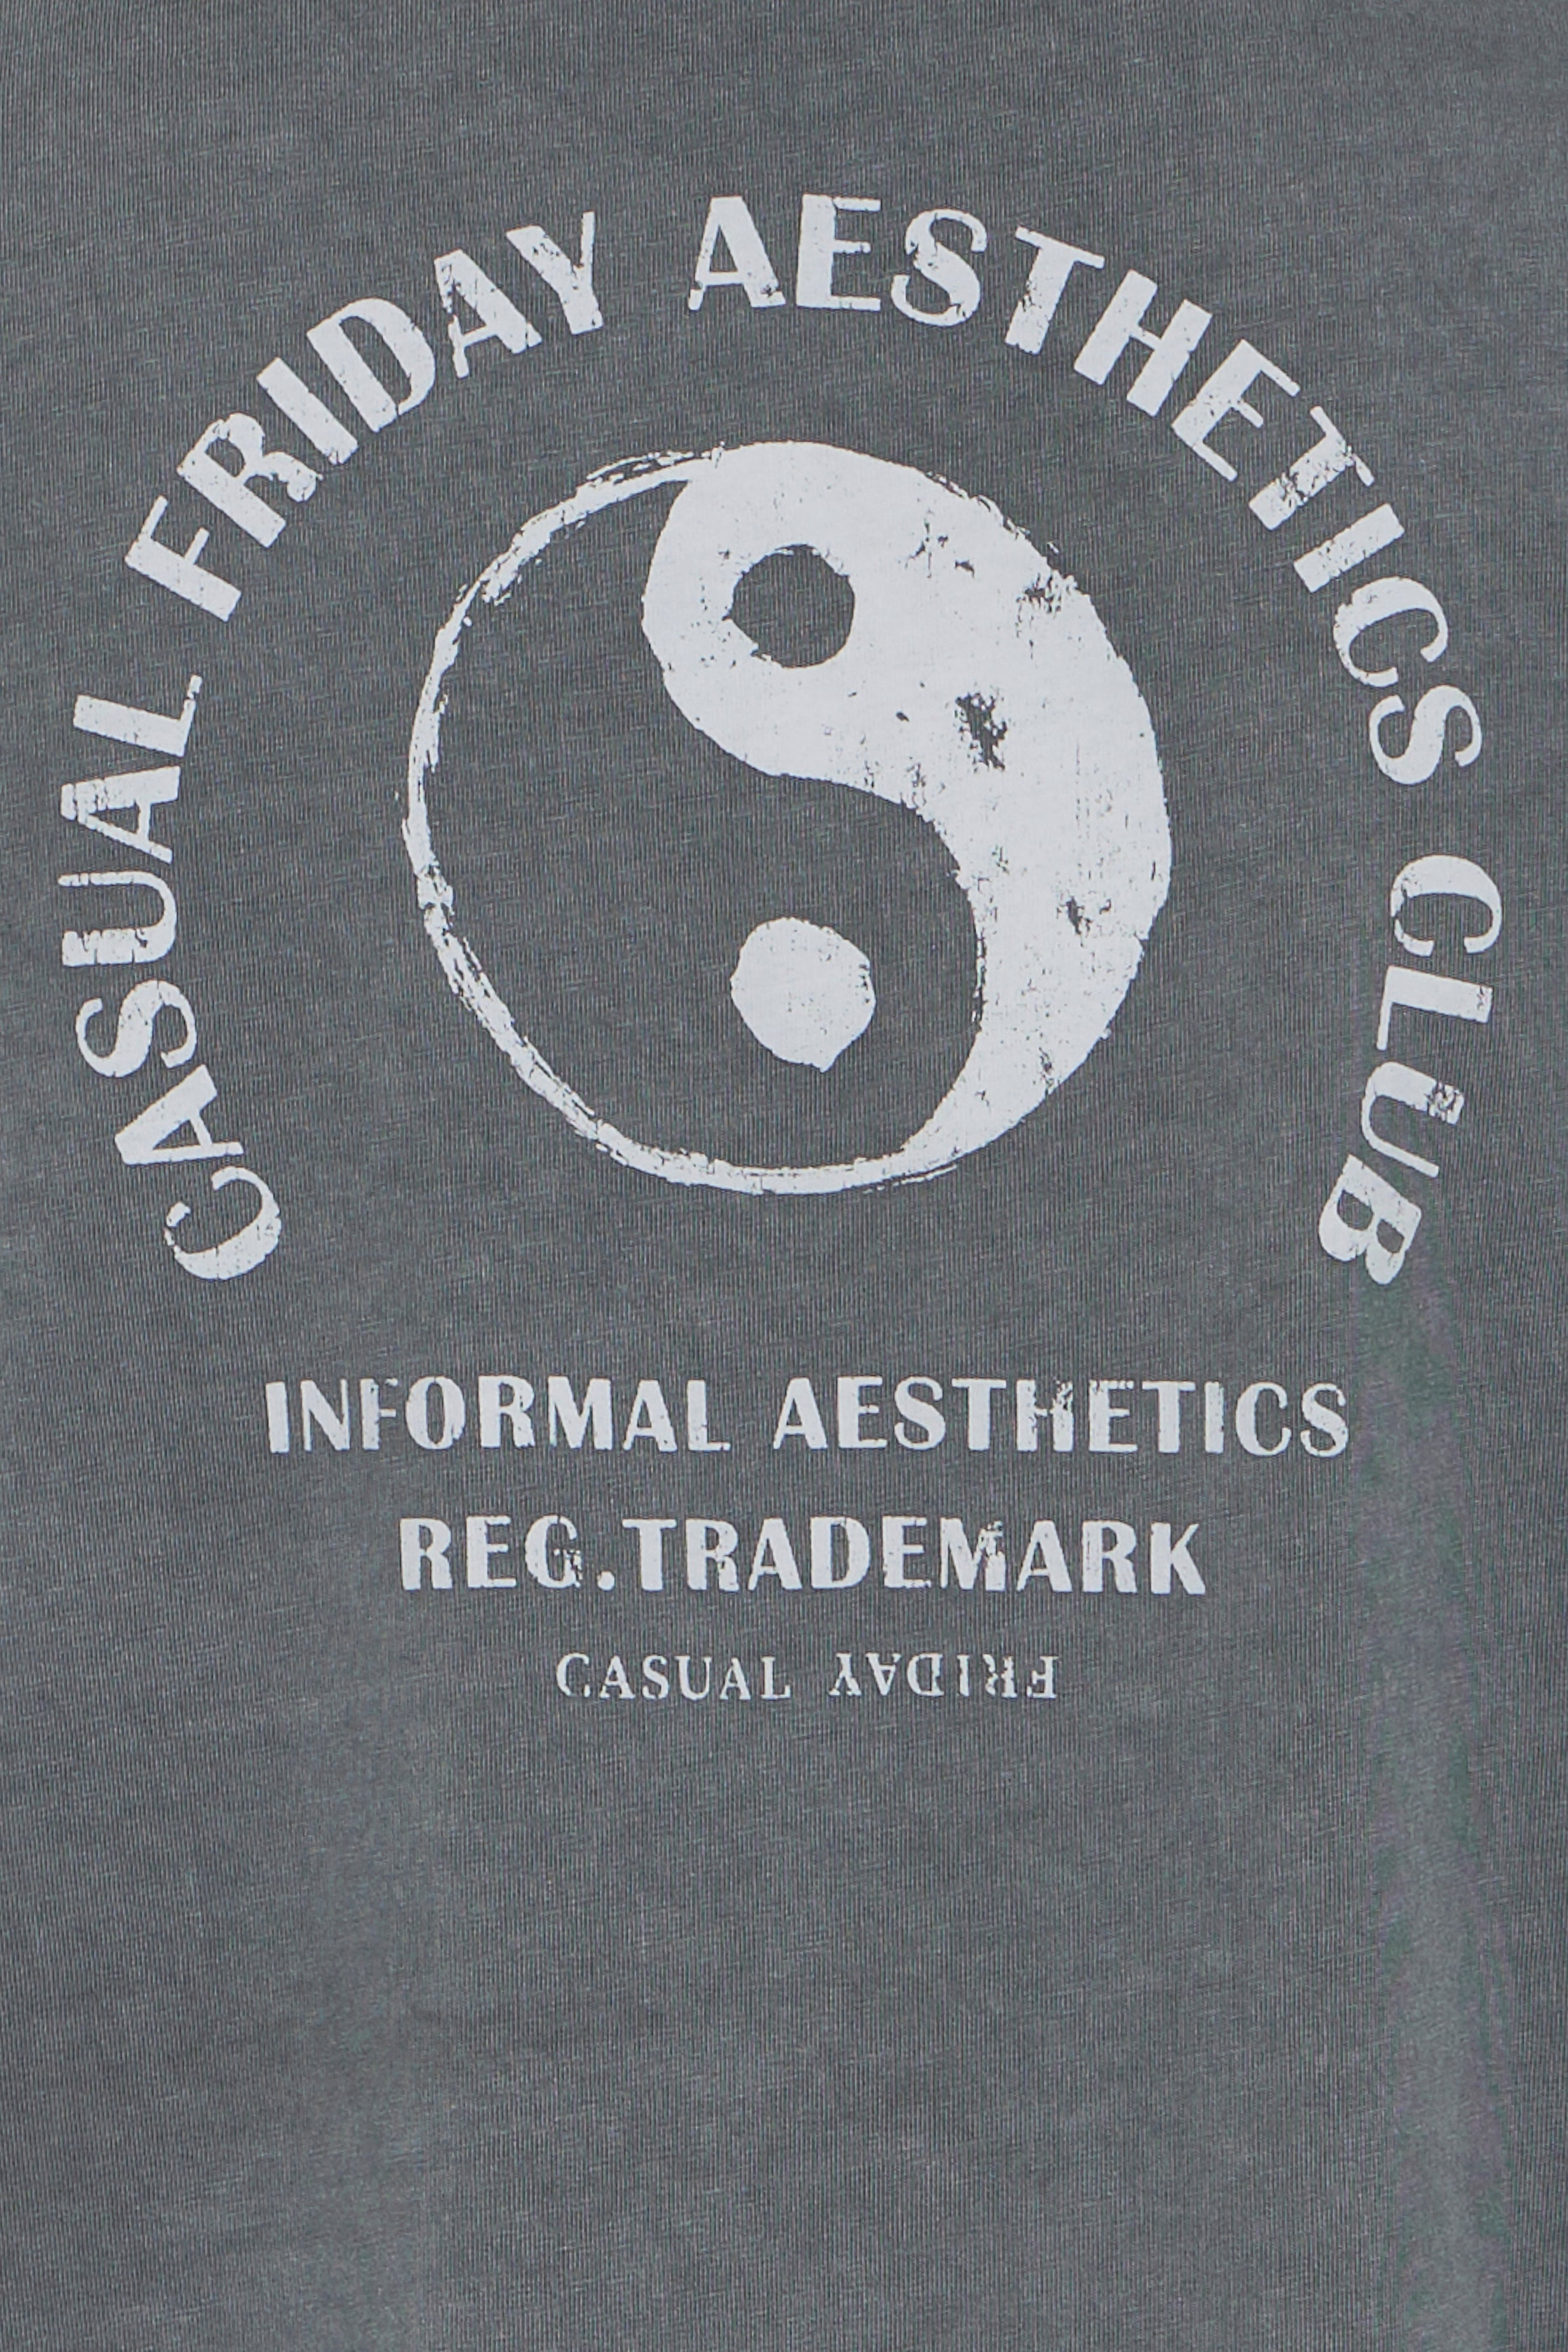 CASUAL FRIDAY AESTHETICS CLUB
INFORMAL AESTHETICS
REG.TRADEMARK
CASUAL FRIDAY